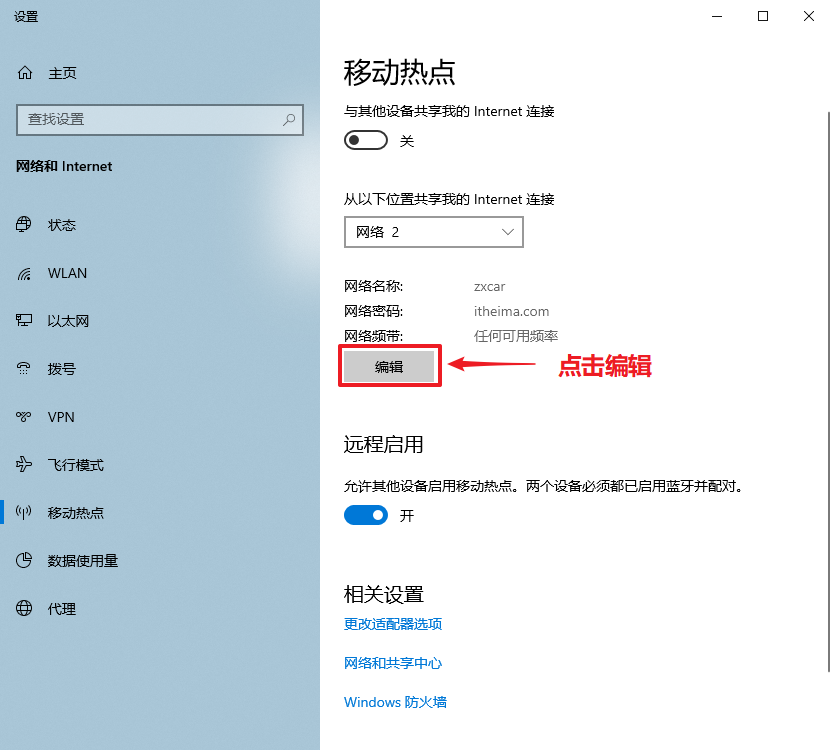 设置
主页
查找设置
网络和 Internet
状态
WLAN
以太网
拨号
VPN
飞行模式
移动热点
数据使用量
代理
移动热点
与其他设备共享我的 Internet 连接
关
从以下位置共享我的 Internet 连接
网络 2
网络名称: zxcar
网络密码: itheima.com
网络频带: 任何可用频率
编辑 点击编辑
远程启用
允许其他设备启用移动热点。两个设备必须都已启用蓝牙并配对。
开
相关设置
更改适配器选项
网络和共享中心
Windows 防火墙